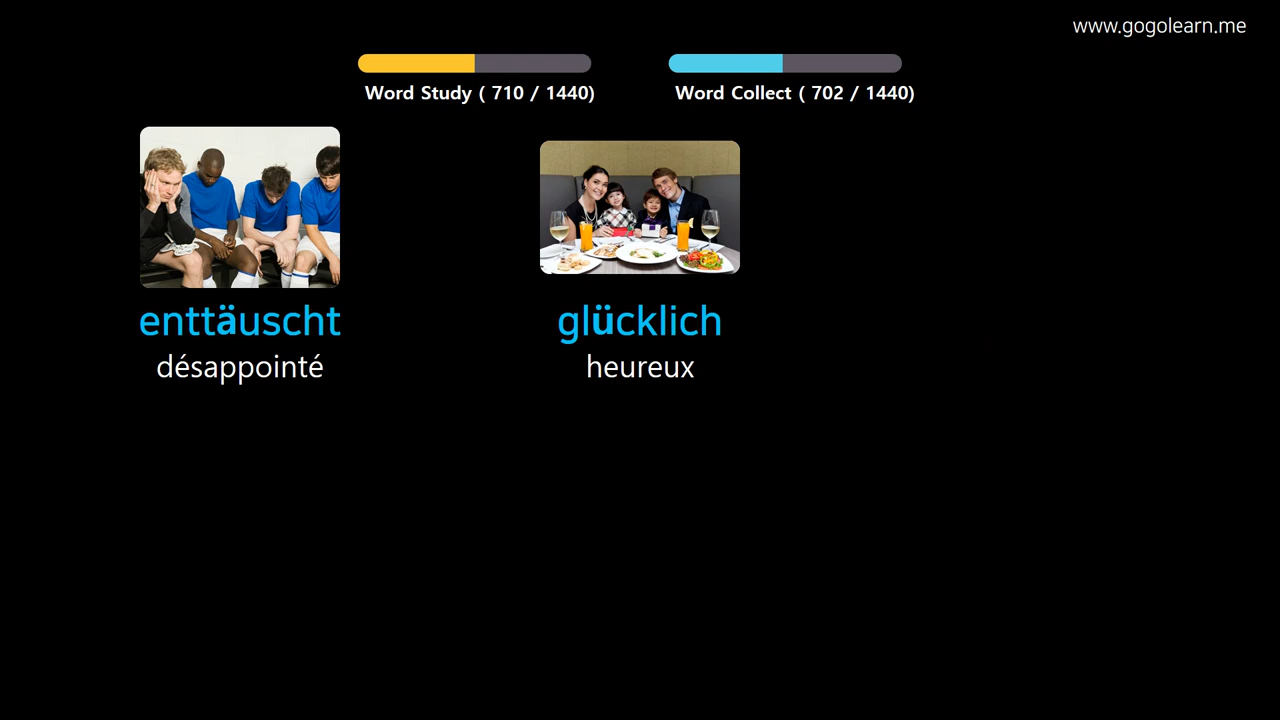 www.gogolearn.me
Word Study ( 710 / 1440)
Word Collect ( 702 / 1440)
enttäuscht
désappointé
glücklich
heureux